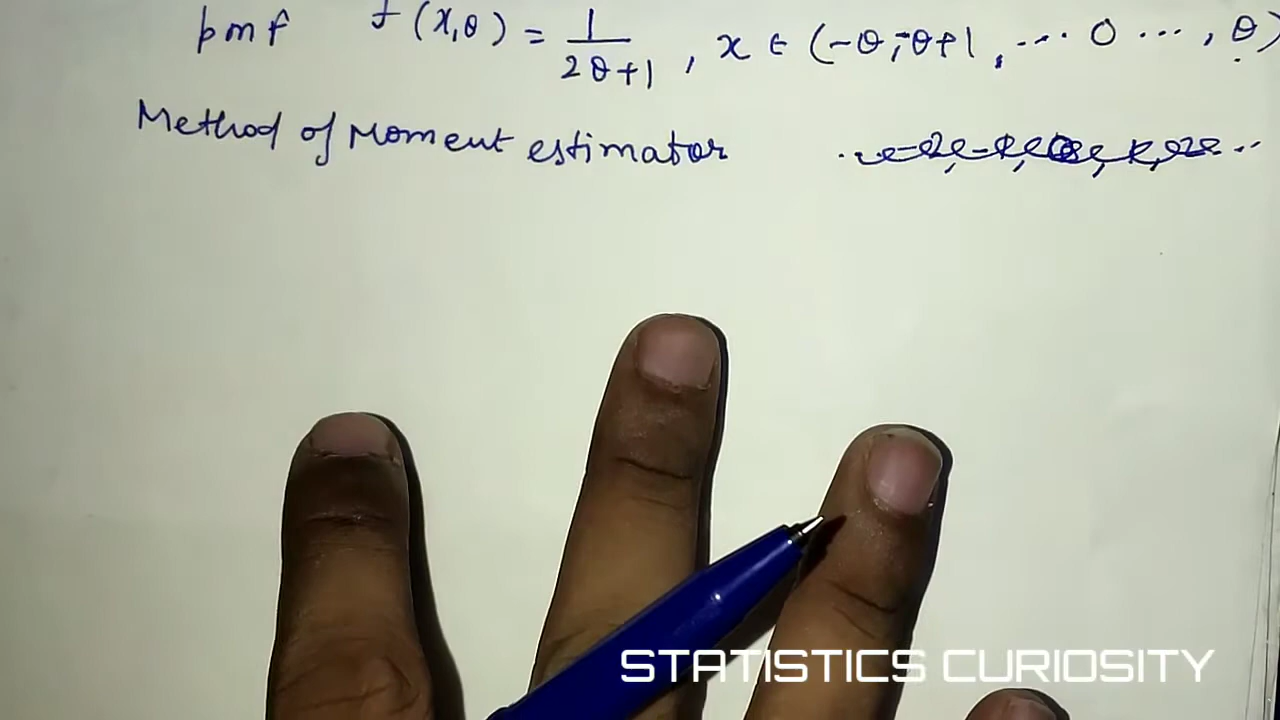 pmf f(x,θ) = 1/2θ+1 , x ∈ (-θ,-θ+1, .... 0 ..., θ)
Method of Moment estimator
STATISTICS CURIOSITY